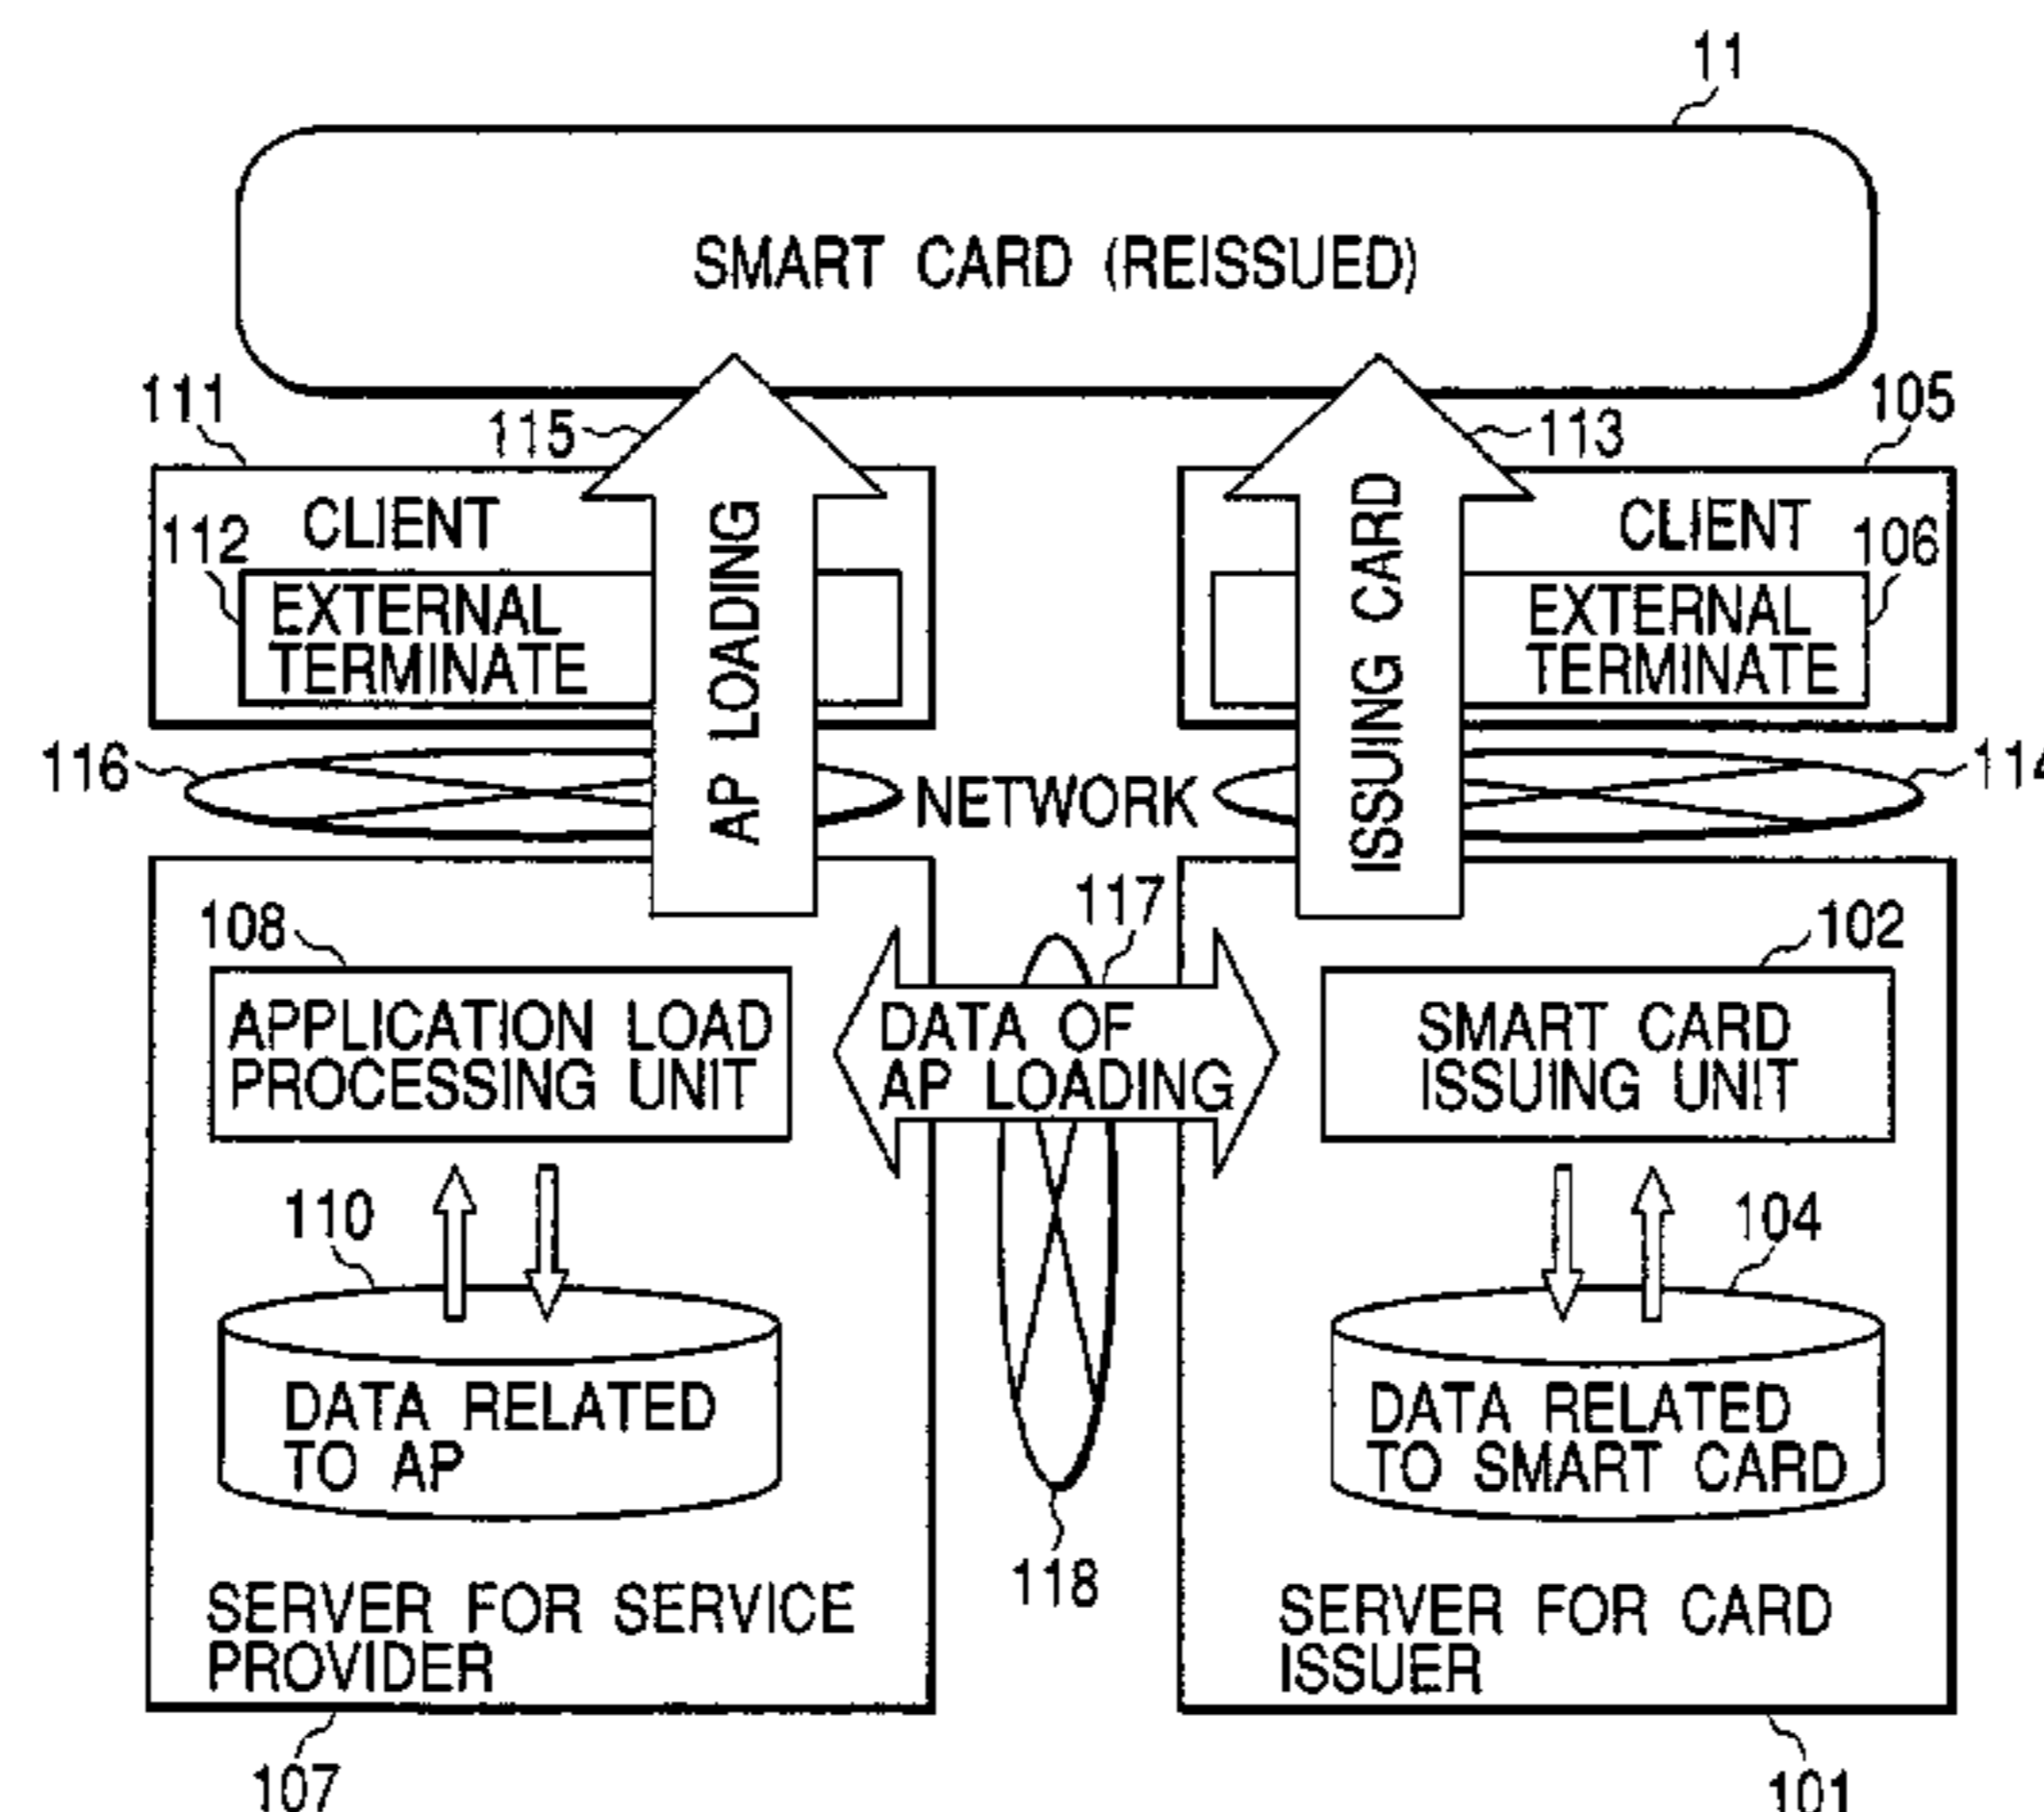 11
SMART CARD (REISSUED)
111
115
113
105
CLIENT
112
EXTERNAL
TERMINATE
AP LOADING
ISSUING CARD
CLIENT
106
EXTERNAL
TERMINATE
116
NETWORK
114
117
108
APPLICATION LOAD
PROCESSING UNIT
DATA OF
AP LOADING
102
SMART CARD
ISSUING UNIT
110
DATA RELATED
TO AP
104
DATA RELATED
TO SMART CARD
118
SERVER FOR SERVICE
PROVIDER
SERVER FOR CARD
ISSUER
107
101